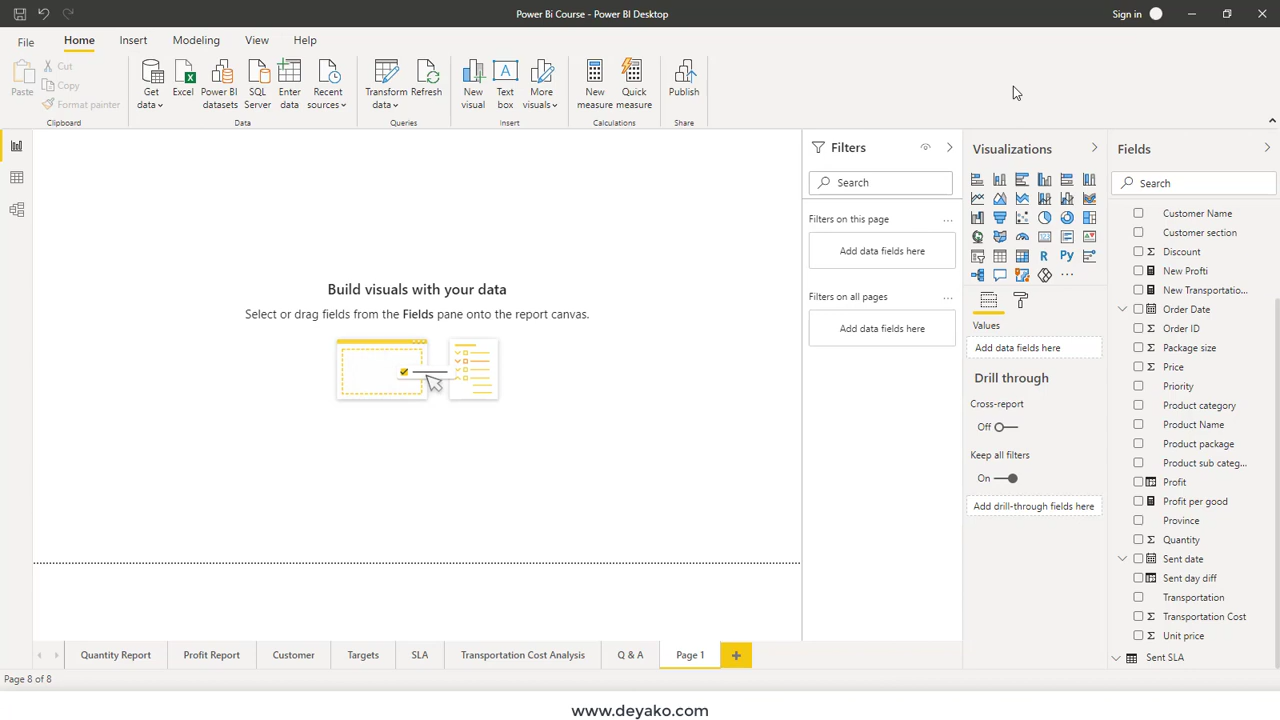 Power Bi Course - Power BI Desktop
Sign in
File
Home
Insert
Modeling
View
Help
Paste
Cut
Copy
Format painter
Clipboard
Get data
Excel
Power BI datasets
SQL Server
Enter data
Recent sources
Data
Transform data
Refresh
Queries
New visual
Text box
More visuals
Insert
New measure
Quick measure
Calculations
Publish
Share
Build visuals with your data
Select or drag fields from the Fields pane onto the report canvas.
Filters
Search
Filters on this page
...
Add data fields here
Filters on all pages
...
Add data fields here
Visualizations
R
Py
...
Values
Add data fields here
Drill through
Cross-report
Off
Keep all filters
On
Add drill-through fields here
Fields
Search
Customer Name
Customer section
Σ Discount
New Profti
New Transportatio...
Order Date
Order ID
Package size
Σ Price
Priority
Product category
Product Name
Product package
Product sub categ...
Profit
Profit per good
Province
Σ Quantity
Sent date
Sent day diff
Transportation
Σ Transportation Cost
Σ Unit price
Sent SLA
Quantity Report
Profit Report
Customer
Targets
SLA
Transportation Cost Analysis
Q & A
Page 1
+
Page 8 of 8
www.deyako.com